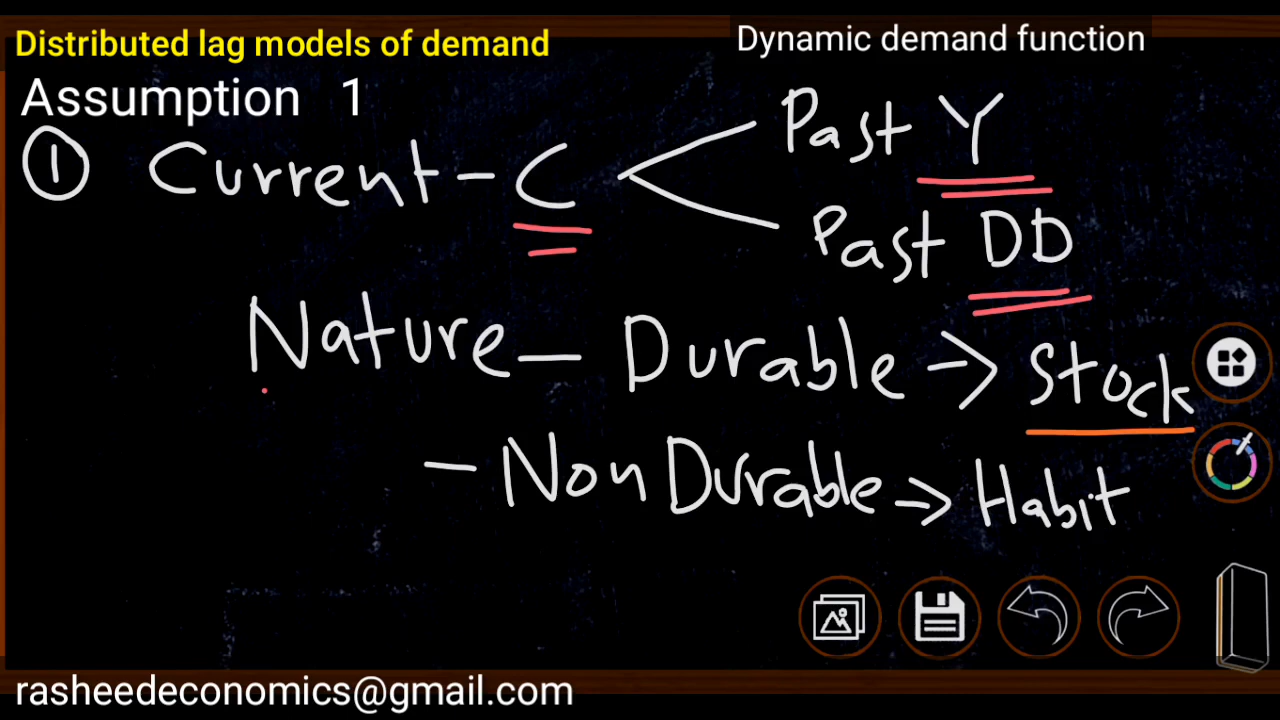 Distributed lag models of demand
Dynamic demand function
Assumption 1
① Current - C < Past Y
Past DD
Nature - Durable → Stock
- Non Durable → Habit
rasheedeconomics@gmail.com